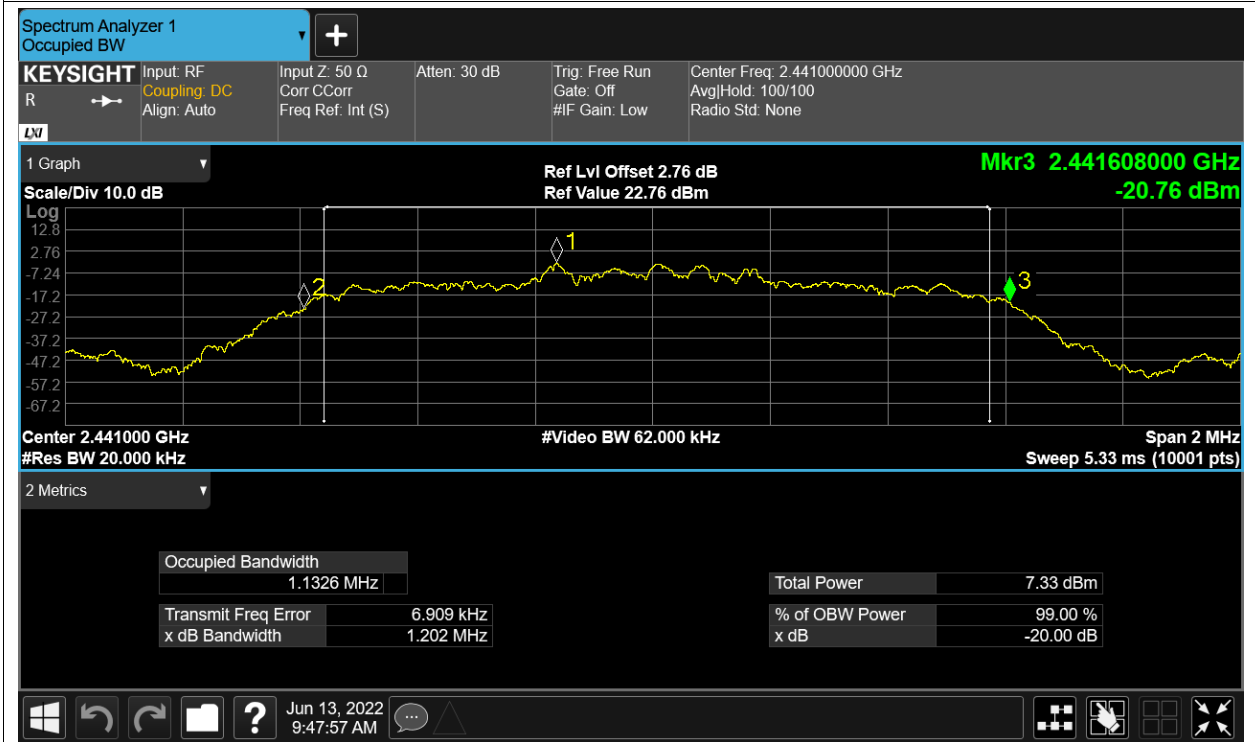 Spectrum Analyzer 1
Occupied BW
KEYSIGHT
R
LXI
Input: RF
Coupling: DC
Align: Auto
Input Z: 50 Ω
Corr CCorr
Freq Ref: Int (S)
Atten: 30 dB
Trig: Free Run
Gate: Off
#IF Gain: Low
Center Freq: 2.441000000 GHz
Avg|Hold: 100/100
Radio Std: None
1 Graph
Scale/Div 10.0 dB
Ref Lvl Offset 2.76 dB
Ref Value 22.76 dBm
Mkr3 2.441608000 GHz
-20.76 dBm
Log
12.8
2.76
-7.24
-17.2
-27.2
-37.2
-47.2
-57.2
-67.2
1
2
3
Center 2.441000 GHz
#Res BW 20.000 kHz
#Video BW 62.000 kHz
Span 2 MHz
Sweep 5.33 ms (10001 pts)
2 Metrics
Occupied Bandwidth
1.1326 MHz
Transmit Freq Error 6.909 kHz
x dB Bandwidth 1.202 MHz
Total Power 7.33 dBm
% of OBW Power 99.00 %
x dB -20.00 dB
?
Jun 13, 2022
9:47:57 AM